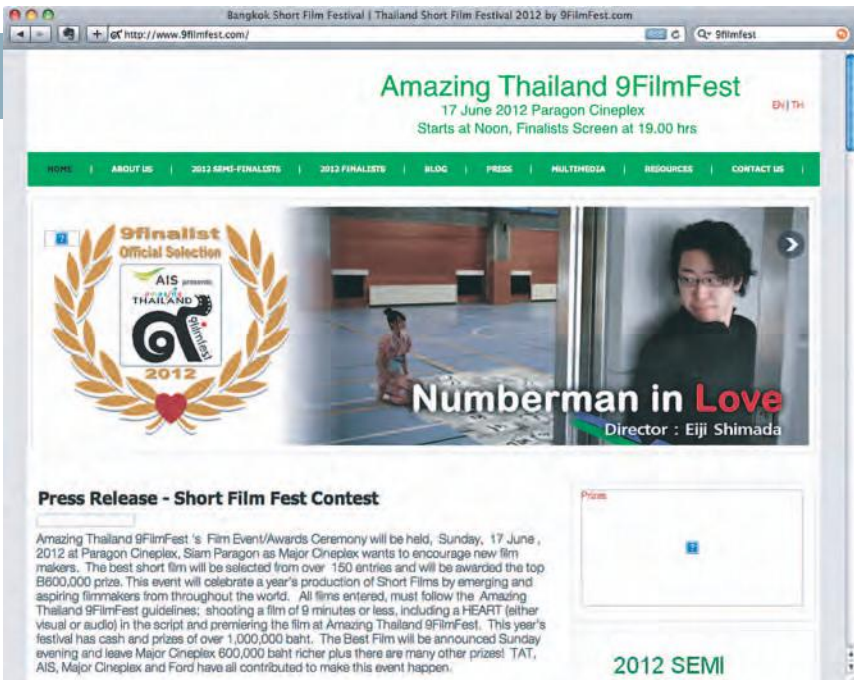 Bangkok Short Film Festival | Thailand Short Film Festival 2012 by 9FilmFest.com
http://www.9filmfest.com/
9filmfest
Amazing Thailand 9FilmFest
17 June 2012 Paragon Cineplex
Starts at Noon, Finalists Screen at 19.00 hrs
EN | TH
HOME | ABOUT US | 2012 SEMI-FINALISTS | 2012 FINALISTS | BLOG | PRESS | MULTIMEDIA | RESOURCES | CONTACT US |
9finalist
Official Selection
AIS presents
amazing
THAILAND
9filmfest
2012
Numberman in Love
Director : Eiji Shimada
Press Release - Short Film Fest Contest
Amazing Thailand 9FilmFest 's Film Event/Awards Ceremony will be held, Sunday, 17 June ,
2012 at Paragon Cineplex, Siam Paragon as Major Cineplex wants to encourage new film
makers. The best short film will be selected from over 150 entries and will be awarded the top
B600,000 prize. This event will celebrate a year's production of Short Films by emerging and
aspiring filmmakers from throughout the world. All films entered, must follow the Amazing
Thailand 9FilmFest guidelines; shooting a film of 9 minutes or less, including a HEART (either
visual or audio) in the script and premiering the film at Amazing Thailand 9FilmFest. This year's
festival has cash and prizes of over 1,000,000 baht. The Best Film will be announced Sunday
evening and leave Major Cineplex 600,000 baht richer plus there are many other prizes! TAT,
AIS, Major Cineplex and Ford have all contributed to make this event happen.
Prizes
2012 SEMI